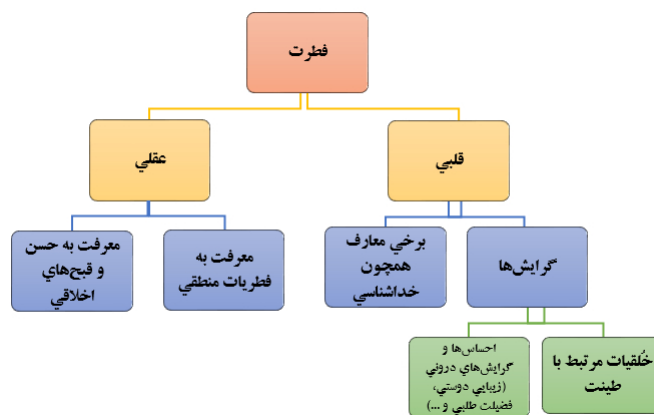 فطرت
قلبي
عقلي
گرايش‌ها
برخي معارف
همچون
خداشناسي
معرفت به
فطريات منطقي
معرفت به حسن
و قبح‌هاي
اخلاقي
خُلقيات مرتبط با
طينت
احساس‌ها و
گرايش‌هاي دروني
(زيبايي دوستي،
فضيلت طلبي و ...)